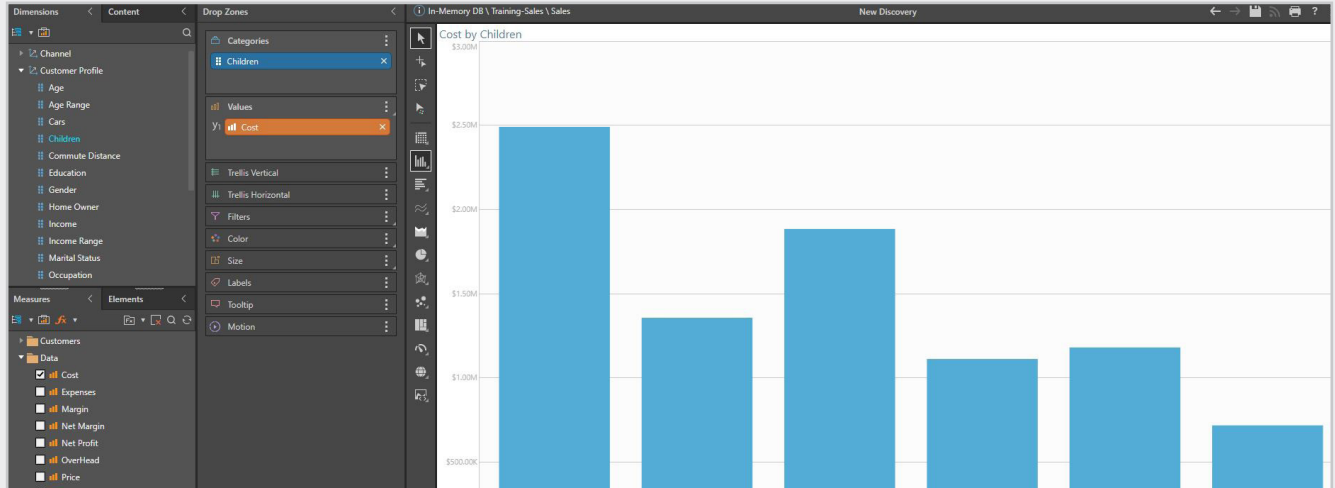 Dimensions
Content
Channel
Customer Profile
Age
Age Range
Cars
Children
Commute Distance
Education
Gender
Home Owner
Income
Income Range
Marital Status
Occupation
Measures
Elements
fx
Customers
Data
Cost
Expenses
Margin
Net Margin
Net Profit
OverHead
Price
Drop Zones
Categories
Children
Values
y1 Cost
Trellis Vertical
Trellis Horizontal
Filters
Color
Size
Labels
Tooltip
Motion
In-Memory DB \ Training-Sales \ Sales
New Discovery
?
Cost by Children
$3.00M
$2.50M
$2.00M
$1.50M
$1.00M
$500.00K